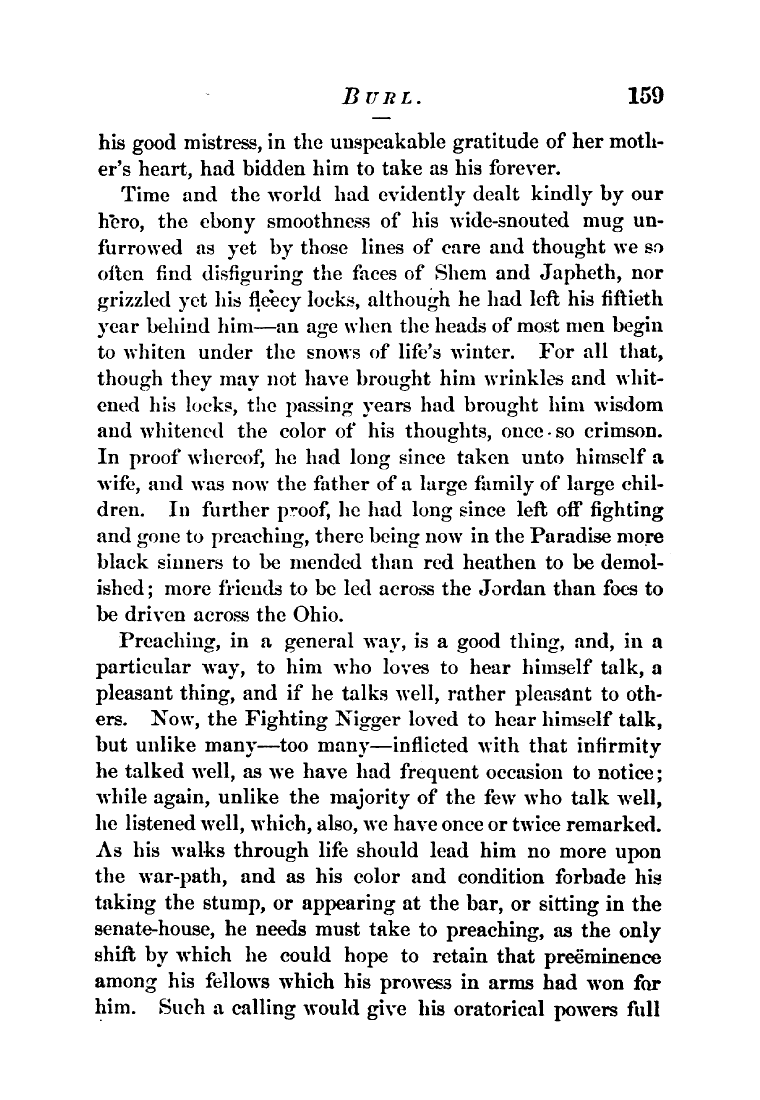 BURL. 159
his good mistress, in the unspeakable gratitude of her moth-
er's heart, had bidden him to take as his forever.
Time and the world had evidently dealt kindly by our
hero, the ebony smoothness of his wide-snouted mug un-
furrowed as yet by those lines of care and thought we so
often find disfiguring the faces of Shem and Japheth, nor
grizzled yet his fleecy locks, although he had left his fiftieth
year behind him—an age when the heads of most men begin
to whiten under the snows of life's winter. For all that,
though they may not have brought him wrinkles and whit-
ened his locks, the passing years had brought him wisdom
and whitened the color of his thoughts, once so crimson.
In proof whereof, he had long since taken unto himself a
wife, and was now the father of a large family of large chil-
dren. In further proof, he had long since left off fighting
and gone to preaching, there being now in the Paradise more
black sinners to be mended than red heathen to be demol-
ished; more friends to be led across the Jordan than foes to
be driven across the Ohio.
Preaching, in a general way, is a good thing, and, in a
particular way, to him who loves to hear himself talk, a
pleasant thing, and if he talks well, rather pleasant to oth-
ers. Now, the Fighting Nigger loved to hear himself talk,
but unlike many—too many—inflicted with that infirmity
he talked well, as we have had frequent occasion to notice;
while again, unlike the majority of the few who talk well,
he listened well, which, also, we have once or twice remarked.
As his walks through life should lead him no more upon
the war-path, and as his color and condition forbade his
taking the stump, or appearing at the bar, or sitting in the
senate-house, he needs must take to preaching, as the only
shift by which he could hope to retain that preëminence
among his fellows which his prowess in arms had won for
him. Such a calling would give his oratorical powers full